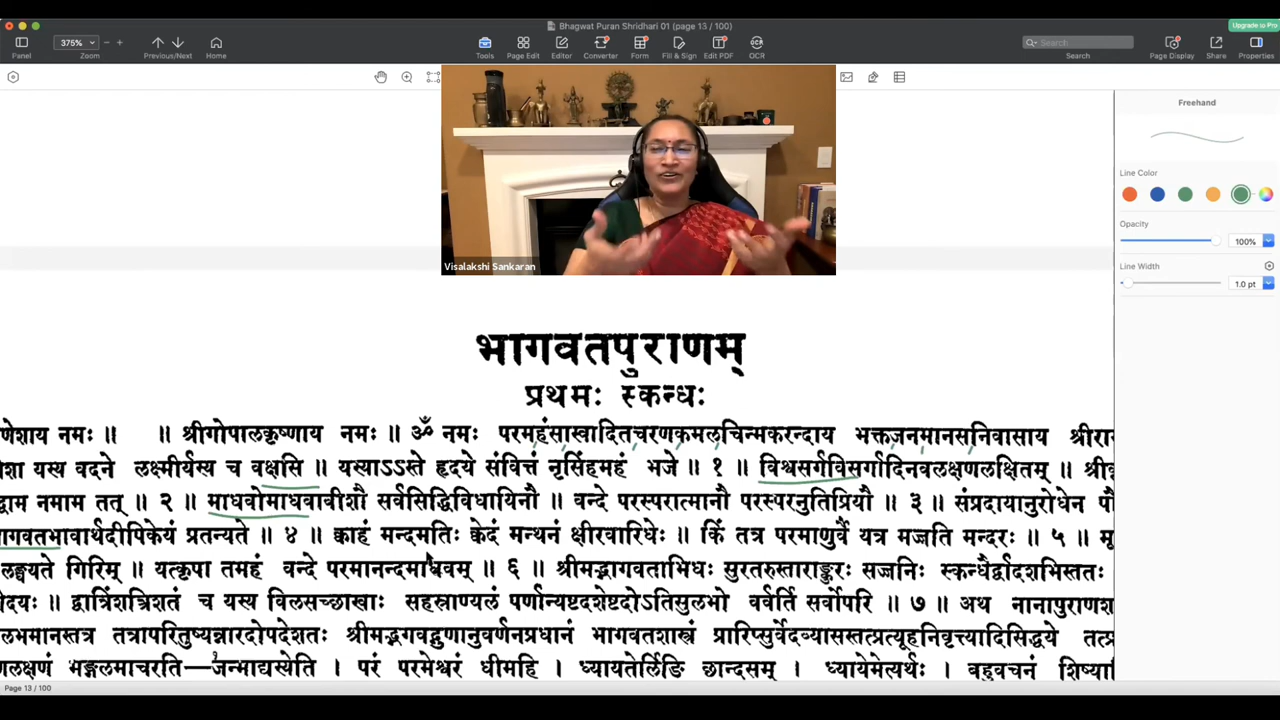 Bhagwat Puran Shridhari 01 (page 13 / 100)
Upgrade to Pro
375%
Search
Panel Zoom Previous/Next Home Tools Page Edit Editor Converter Form Fill & Sign Edit PDF OCR Search Page Display Share Properties
Freehand
Line Color
Opacity
100%
Line Width
1.0 pt
Visalakshi Sankaran
भागवतपुराणम्
प्रथमः स्कन्धः
णेशाय नमः ॥ ॥ श्रीगोपालकृष्णाय नमः ॥ ॐ नमः परमहंसास्वादितचरणकमलचिन्मकरन्दाय भक्तजनमानसनिवासाय श्रीरा
ीशा यस्य वदने लक्ष्मीर्यस्य च वक्षसि ॥ यस्याऽऽस्ते हृदये संवित्तं नृसिंहमहं भजे ॥ १ ॥ विश्वसर्गविसर्गादिनवलक्षणलक्षितम् ॥ श्रीकृ
द्धाम नमाम तत् ॥ २ ॥ माधवोमाधवावीशौ सर्वसिद्धिविधायिनौ ॥ वन्दे परस्परात्मानौ परस्परनुतिप्रियौ ॥ ३ ॥ संप्रदायानुरोधेन पौ
ागवतभावार्थदीपिकेयं प्रतन्यते ॥ ४ ॥ क्वाहं मन्दमतिः क्वेदं मन्थनं क्षीरवारिधेः ॥ किं तत्र परमाणुर्वै यत्र मज्जति मन्दरः ॥ ५ ॥ मू
लङ्घयते गिरिम् ॥ यत्कृपा तमहं वन्दे परमानन्दमाधवम् ॥ ६ ॥ श्रीमद्भागवताभिधः सुरतरुस्ताराङ्कुरः सज्जनिः स्कन्धैर्द्वादशभिस्ततः
ोदयः ॥ द्वात्रिंशत्रिशतं च यस्य विलसच्छाखाः सहस्राण्यलं पर्णान्यष्टदशेष्टदोऽतिसुलभो वर्वर्ति सर्वोपरि ॥ ७ ॥ अथ नानापुराणश
लभमानस्तत्र तत्रापरितुष्यन्नारदोपदेशतः श्रीमद्भगवद्गुणानुवर्णनप्रधानं भागवतशास्त्रं प्रारिप्सुर्वेदव्यासस्तत्प्रत्यूहनिवृत्त्यादिसिद्धये तत्प्र
णलक्षणं मङ्गलमाचरति—जन्माद्यस्येति । परं परमेश्वरं धीमहि । ध्यायतेर्लिङि छान्दसम् । ध्यायेमेत्यर्थः । बहुवचनं शिष्या
Page 13 / 100